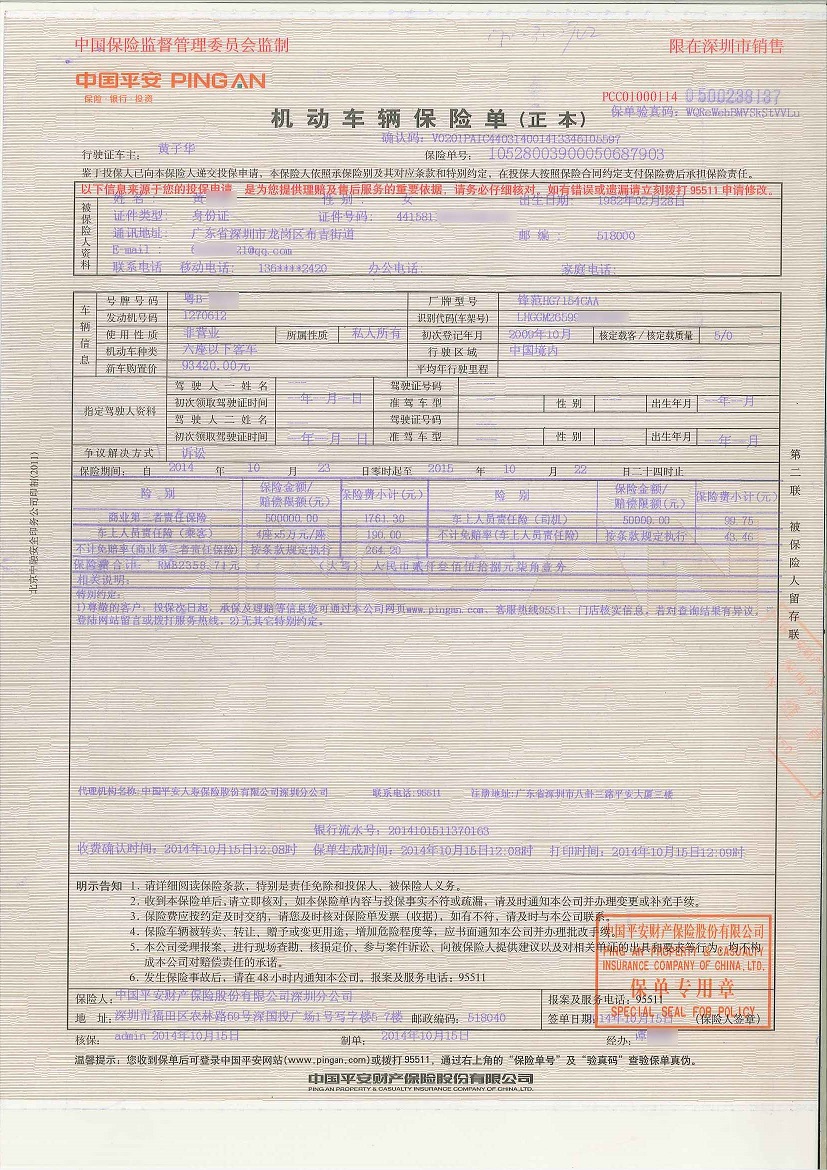 中国保险监督管理委员会监制 限在深圳市销售
中国平安 PING AN
保险·银行·投资
PCC01000114 0500238187
机动车辆保险单(正本) 保单验真码:
确认码: V0201PAIC440314001413346105597
行驶证车主: 黄子华 保险单号: 10528003900050687903
鉴于投保人已向本保险人递交投保申请,本保险人依照承保险别及其对应条款和特别约定,在投保人按照保险合同约定支付保险费后承担保险责任。
以下信息来源于您的投保申请,是为您提供理赔及售后服务的重要依据,请务必仔细核对。如有错误或遗漏请立刻拨打 95511 申请修改。
被保险人资料
姓 名: 黄 性 别: 女 出生日期: 1982年02月28日
证件类型: 身份证 证件号码: 441581
通讯地址: 广东省深圳市龙岗区布吉街道 邮 编: 518000
E-mail: 6 21@qq.com
联系电话 移动电话: 136****2420 办公电话: 家庭电话:
车辆信息
号牌号码 粤B- 厂牌型号 锋范HG7154CAA
发动机号码 1270612 识别代码(车架号) LHGGM26599
使用性质 非营业 所属性质 私人所有 初次登记年月 2009年10月 核定载客/核定载质量 5/0
机动车种类 六座以下客车 行驶区域 中国境内
新车购置价 93420.00元 平均年行驶里程
指定驾驶人资料
驾驶人一姓名 驾驶证号码
初次领取驾驶证时间 年 月 日 准驾车型 性别 出生年月 年 月
驾驶人二姓名 驾驶证号码
初次领取驾驶证时间 年 月 日 准驾车型 性别 出生年月 年 月
争议解决方式 诉讼
保险期间: 自 2014 年 10 月 23 日零时起至 2015 年 10 月 22 日二十四时止
险 别 保险金额/赔偿限额(元) 保险费小计(元) 险 别 保险金额/赔偿限额(元) 保险费小计(元)
商业第三者责任保险 500000.00 1761.30 车上人员责任险(司机) 50000.00 99.75
车上人员责任险(乘客) 4座×5万元/座 190.00 不计免赔率(车上人员责任险) 按条款规定执行 43.46
不计免赔率(商业第三者责任保险) 按条款规定执行 264.20
保险费合计: RMB2358.71元 (大写) 人民币贰仟叁佰伍拾捌元柒角壹分
相关说明:
特别约定:
1)尊敬的客户:投保次日起,承保及理赔等信息您可通过本公司网页www.pingan.com、客服热线95511、门店核实信息,若对查询结果有异议,
登陆网站留言或拨打服务热线。2)无其它特别约定。
第二联 被保险人留存联
北京中融安全印务公司印制(2011)
代理机构名称:中国平安人寿保险股份有限公司深圳分公司 联系电话:95511 注册地址:广东省深圳市八卦三路平安大厦三楼
银行流水号: 2014101511370163
收费确认时间: 2014年10月15日12:08时 保单生成时间: 2014年10月15日12:08时 打印时间: 2014年10月15日12:09时
明示告知 1. 请详细阅读保险条款,特别是责任免除和投保人、被保险人义务。
2. 收到本保险单后,请立即核对,如本保险单内容与投保事实不符或疏漏,请及时通知本公司并办理变更或补充手续。
3. 保险费应按约定及时交纳,请您及时核对保险单发票(收据),如有不符,请及时与本公司联系。
4. 保险车辆被转卖、转让、赠予或变更用途,增加危险程度等,应书面通知本公司并办理批改手续。
5. 本公司受理报案、进行现场查勘、核损定价、参与案件诉讼、向被保险人提供建议以及对相关单证的出具和要求等行为,均不构
成本公司对赔偿责任的承诺。
6. 发生保险事故后,请在48小时内通知本公司。报案及服务电话:95511
中国平安财产保险股份有限公司
PING AN PROPERTY & CASUALTY
INSURANCE COMPANY OF CHINA, LTD.
保单专用章
SPECIAL SEAL FOR POLICY
保险人: 中国平安财产保险股份有限公司深圳分公司 报案及服务电话: 95511
地 址: 深圳市福田区农林路69号深国投广场1号写字楼5-7楼 邮政编码: 518040 签单日期: 14年10月15日 (保险人签章)
核保: admin 2014年10月15日 制单: 2014年10月15日 经办: 谭
温馨提示:您收到保单后可登录中国平安网站(www.pingan.com)或拨打95511,通过右上角的“保险单号”及“验真码”查验保单真伪。
中国平安财产保险股份有限公司
PING AN PROPERTY & CASUALTY INSURANCE COMPANY OF CHINA, LTD.